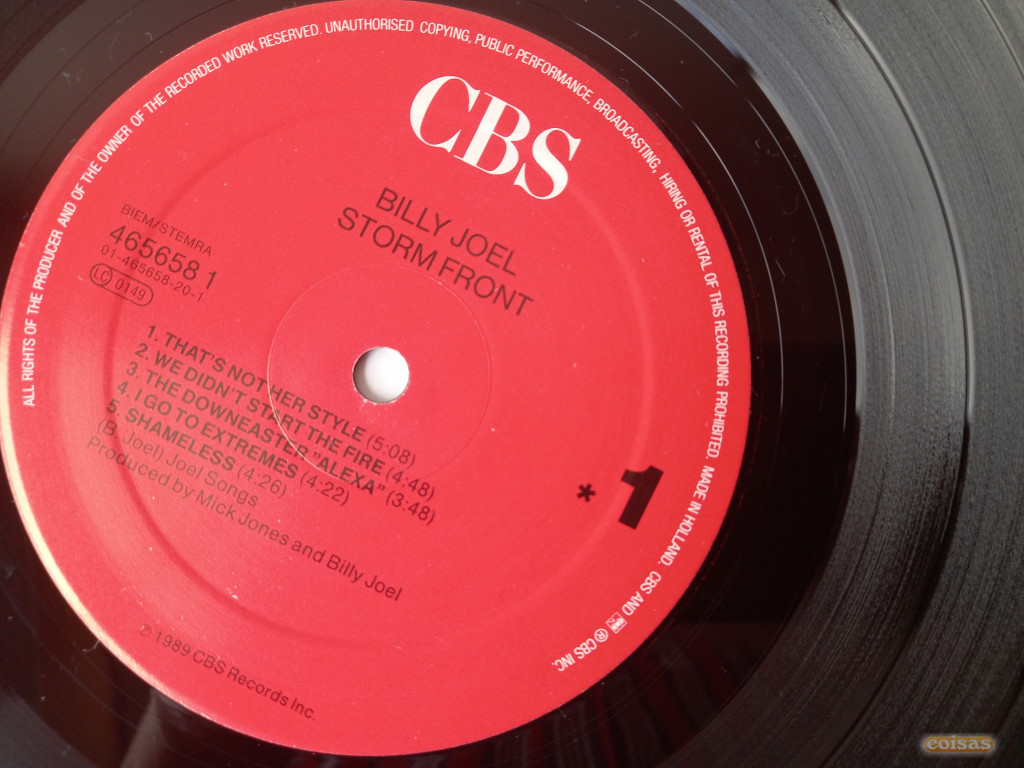 ALL RIGHTS OF THE PRODUCER AND OF THE OWNER OF THE RECORDED WORK RESERVED. UNAUTHORISED COPYING, PUBLIC PERFORMANCE, BROADCASTING, HIRING OR RENTAL OF THIS RECORDING PROHIBITED. MADE IN HOLLAND. CBS AND ® CBS INC.
CBS
BILLY JOEL
STORM FRONT
BIEM/STEMRA
465658 1
01-465658-20-1
LC 0149
1. THAT'S NOT HER STYLE (5:08)
2. WE DIDN'T START THE FIRE (4:48)
3. THE DOWNEASTER "ALEXA" (3:48)
4. I GO TO EXTREMES (4:22)
5. SHAMELESS (4:26)
(B. Joel) Joel Songs
Produced by Mick Jones and Billy Joel
* 1
℗ 1989 CBS Records Inc.
coisas